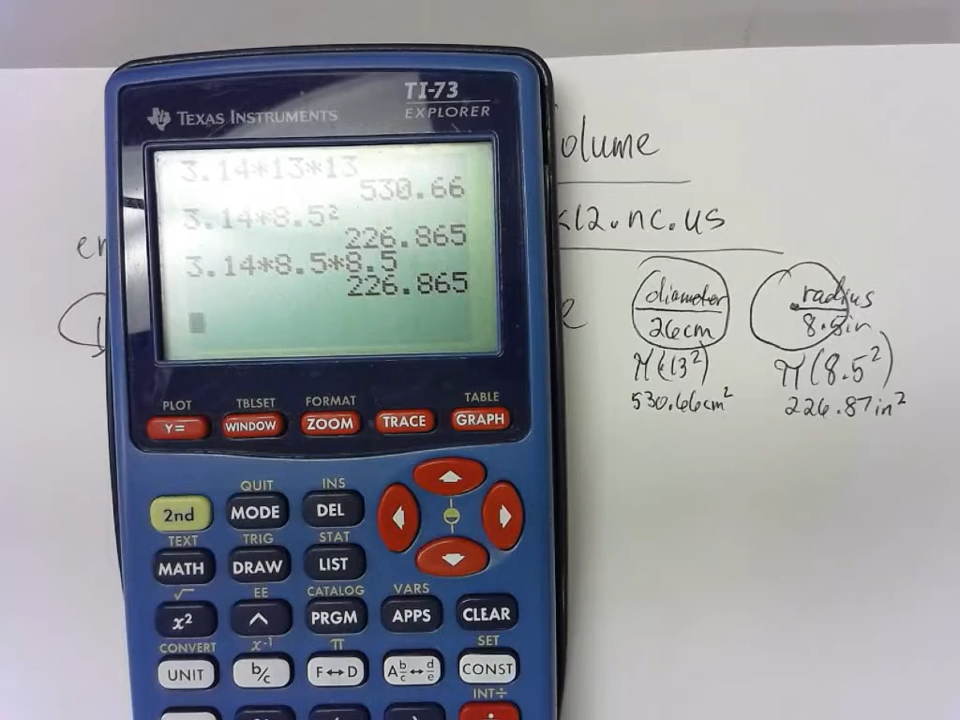 TI-73
EXPLORER
TEXAS INSTRUMENTS
3.14*13*13
530.66
3.14*8.5²
226.865
3.14*8.5*8.5
226.865
olume
k12.nc.us
er
e
diameter
26cm
π(13²)
530.66cm²
radius
8.5in
π(8.5²)
226.87in²
PLOT TBLSET FORMAT TABLE
Y= WINDOW ZOOM TRACE GRAPH
QUIT INS
2nd MODE DEL
TEXT TRIG STAT
MATH DRAW LIST
√ EE CATALOG VARS
x² ^ PRGM APPS CLEAR
CONVERT x⁻¹ π SET
UNIT b/c F↔D A b/c↔d/e CONST
INT÷